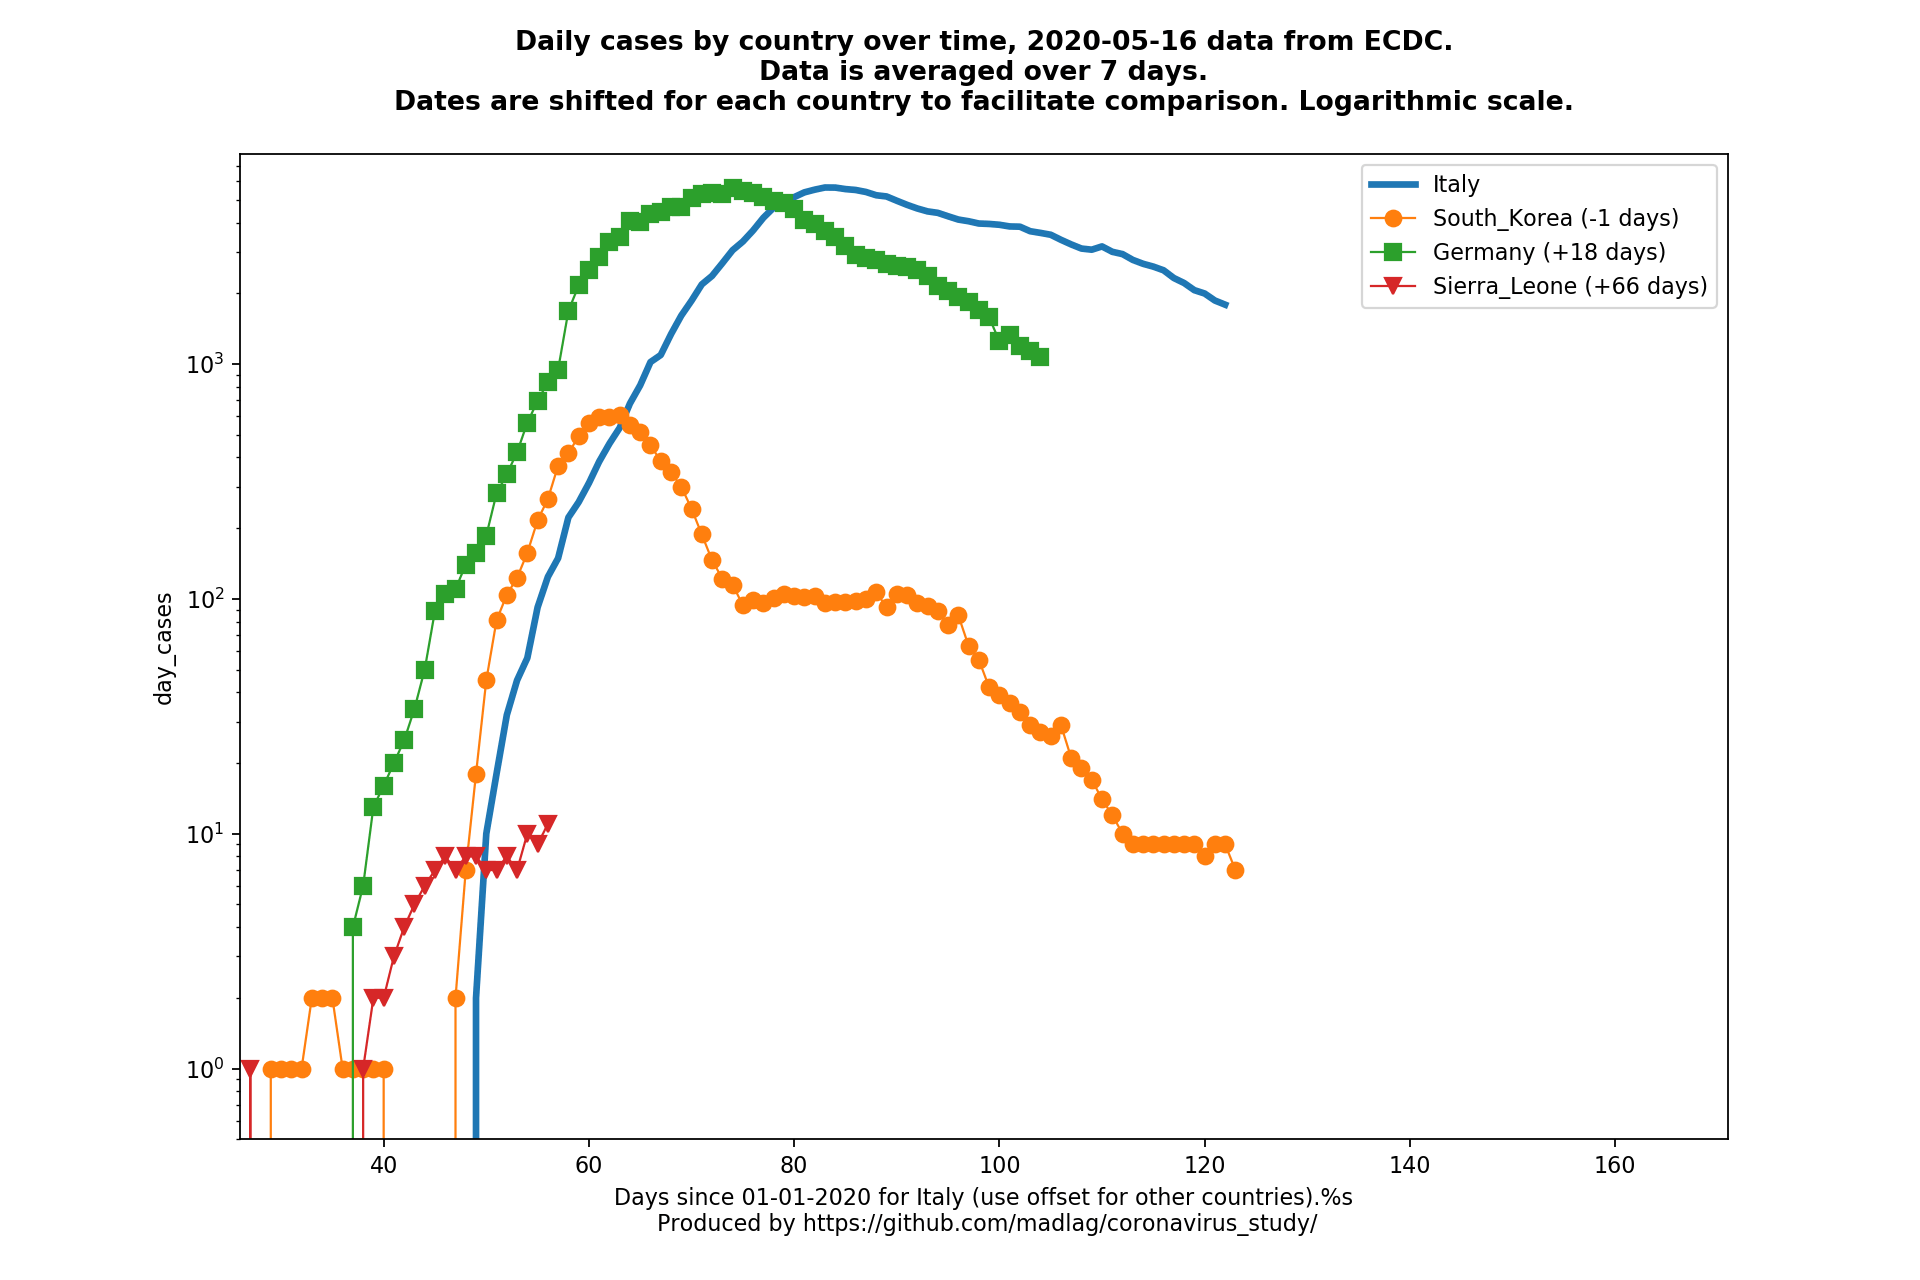 Daily cases by country over time, 2020-05-16 data from ECDC.
Data is averaged over 7 days.
Dates are shifted for each country to facilitate comparison. Logarithmic scale.
Italy
South_Korea (-1 days)
Germany (+18 days)
Sierra_Leone (+66 days)
day_cases
10³
10²
10¹
10⁰
40 60 80 100 120 140 160
Days since 01-01-2020 for Italy (use offset for other countries).%s
Produced by https://github.com/madlag/coronavirus_study/